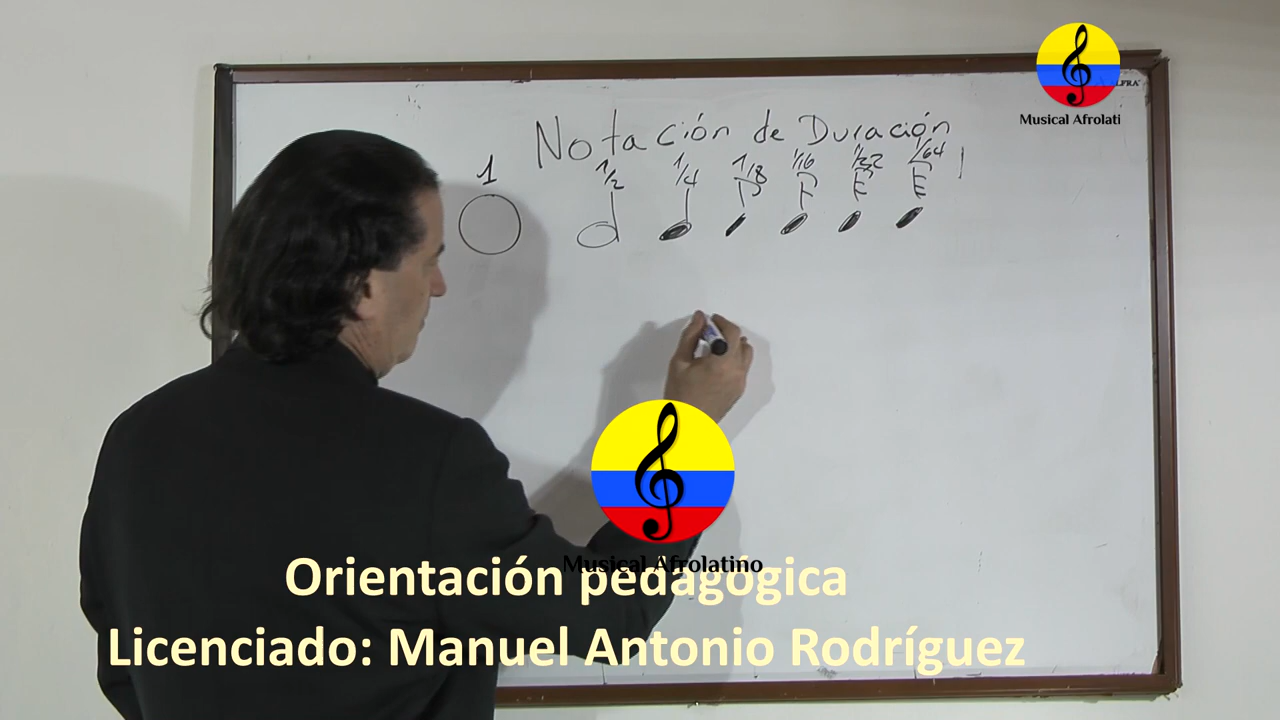 Musical Afrolati
Notación de Duración
1 1/2 1/4 1/8 1/16 1/32 1/64
Musical Afrolatino
Orientación pedagógica
Licenciado: Manuel Antonio Rodríguez